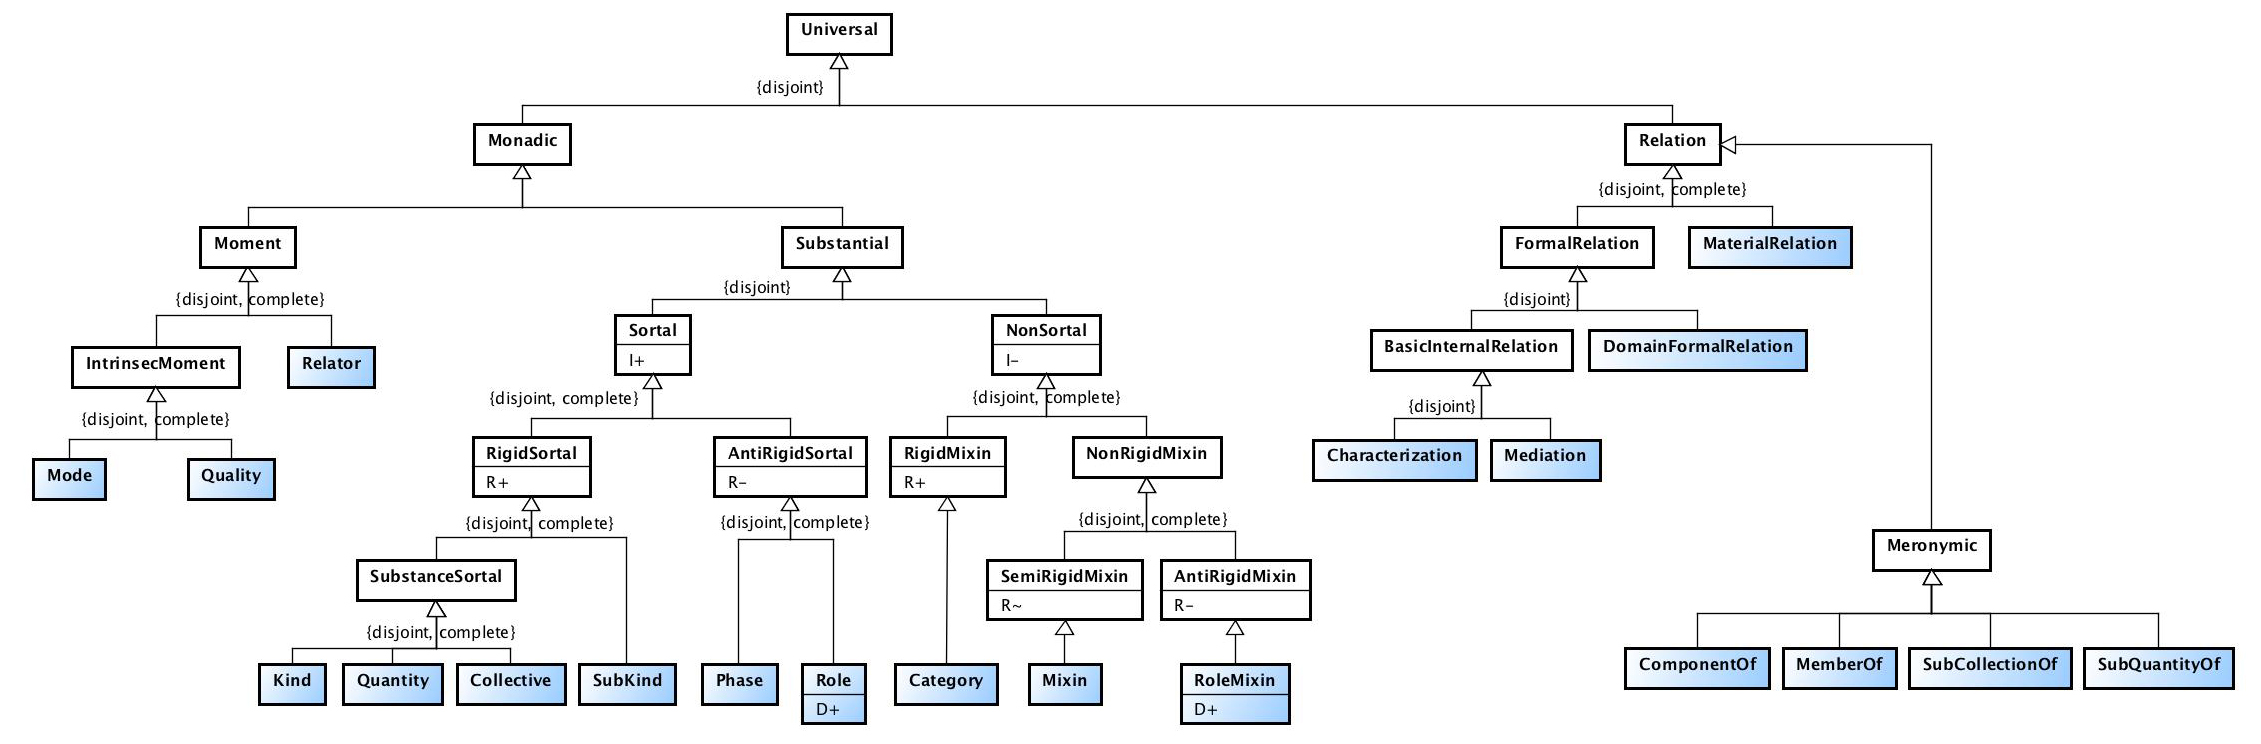 Universal
{disjoint}
Monadic
Relation
{disjoint, complete}
Moment
Substantial
FormalRelation
MaterialRelation
{disjoint, complete}
{disjoint}
{disjoint}
Sortal
I+
NonSortal
I-
IntrinsecMoment
Relator
BasicInternalRelation
DomainFormalRelation
{disjoint, complete}
{disjoint, complete}
{disjoint, complete}
{disjoint}
Mode
Quality
RigidSortal
R+
AntiRigidSortal
R-
RigidMixin
R+
NonRigidMixin
Characterization
Mediation
{disjoint, complete}
{disjoint, complete}
{disjoint, complete}
Meronymic
SubstanceSortal
SemiRigidMixin
R~
AntiRigidMixin
R-
{disjoint, complete}
Kind
Quantity
Collective
SubKind
Phase
Role
D+
Category
Mixin
RoleMixin
D+
ComponentOf
MemberOf
SubCollectionOf
SubQuantityOf